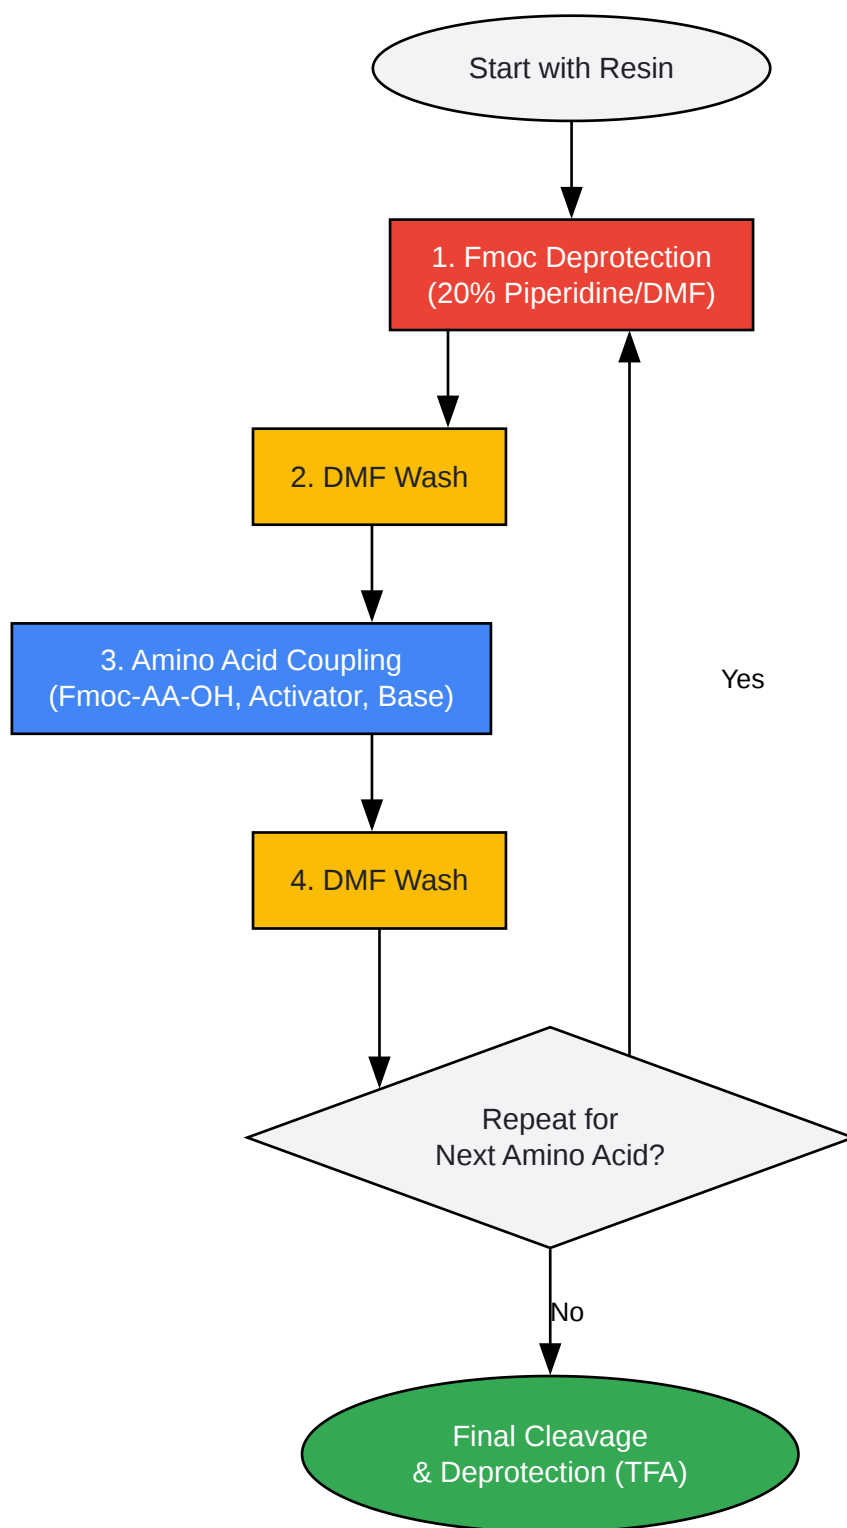 Start with Resin
1. Fmoc Deprotection
(20% Piperidine/DMF)
2. DMF Wash
3. Amino Acid Coupling
(Fmoc-AA-OH, Activator, Base)
Yes
4. DMF Wash
Repeat for
Next Amino Acid?
No
Final Cleavage
& Deprotection (TFA)